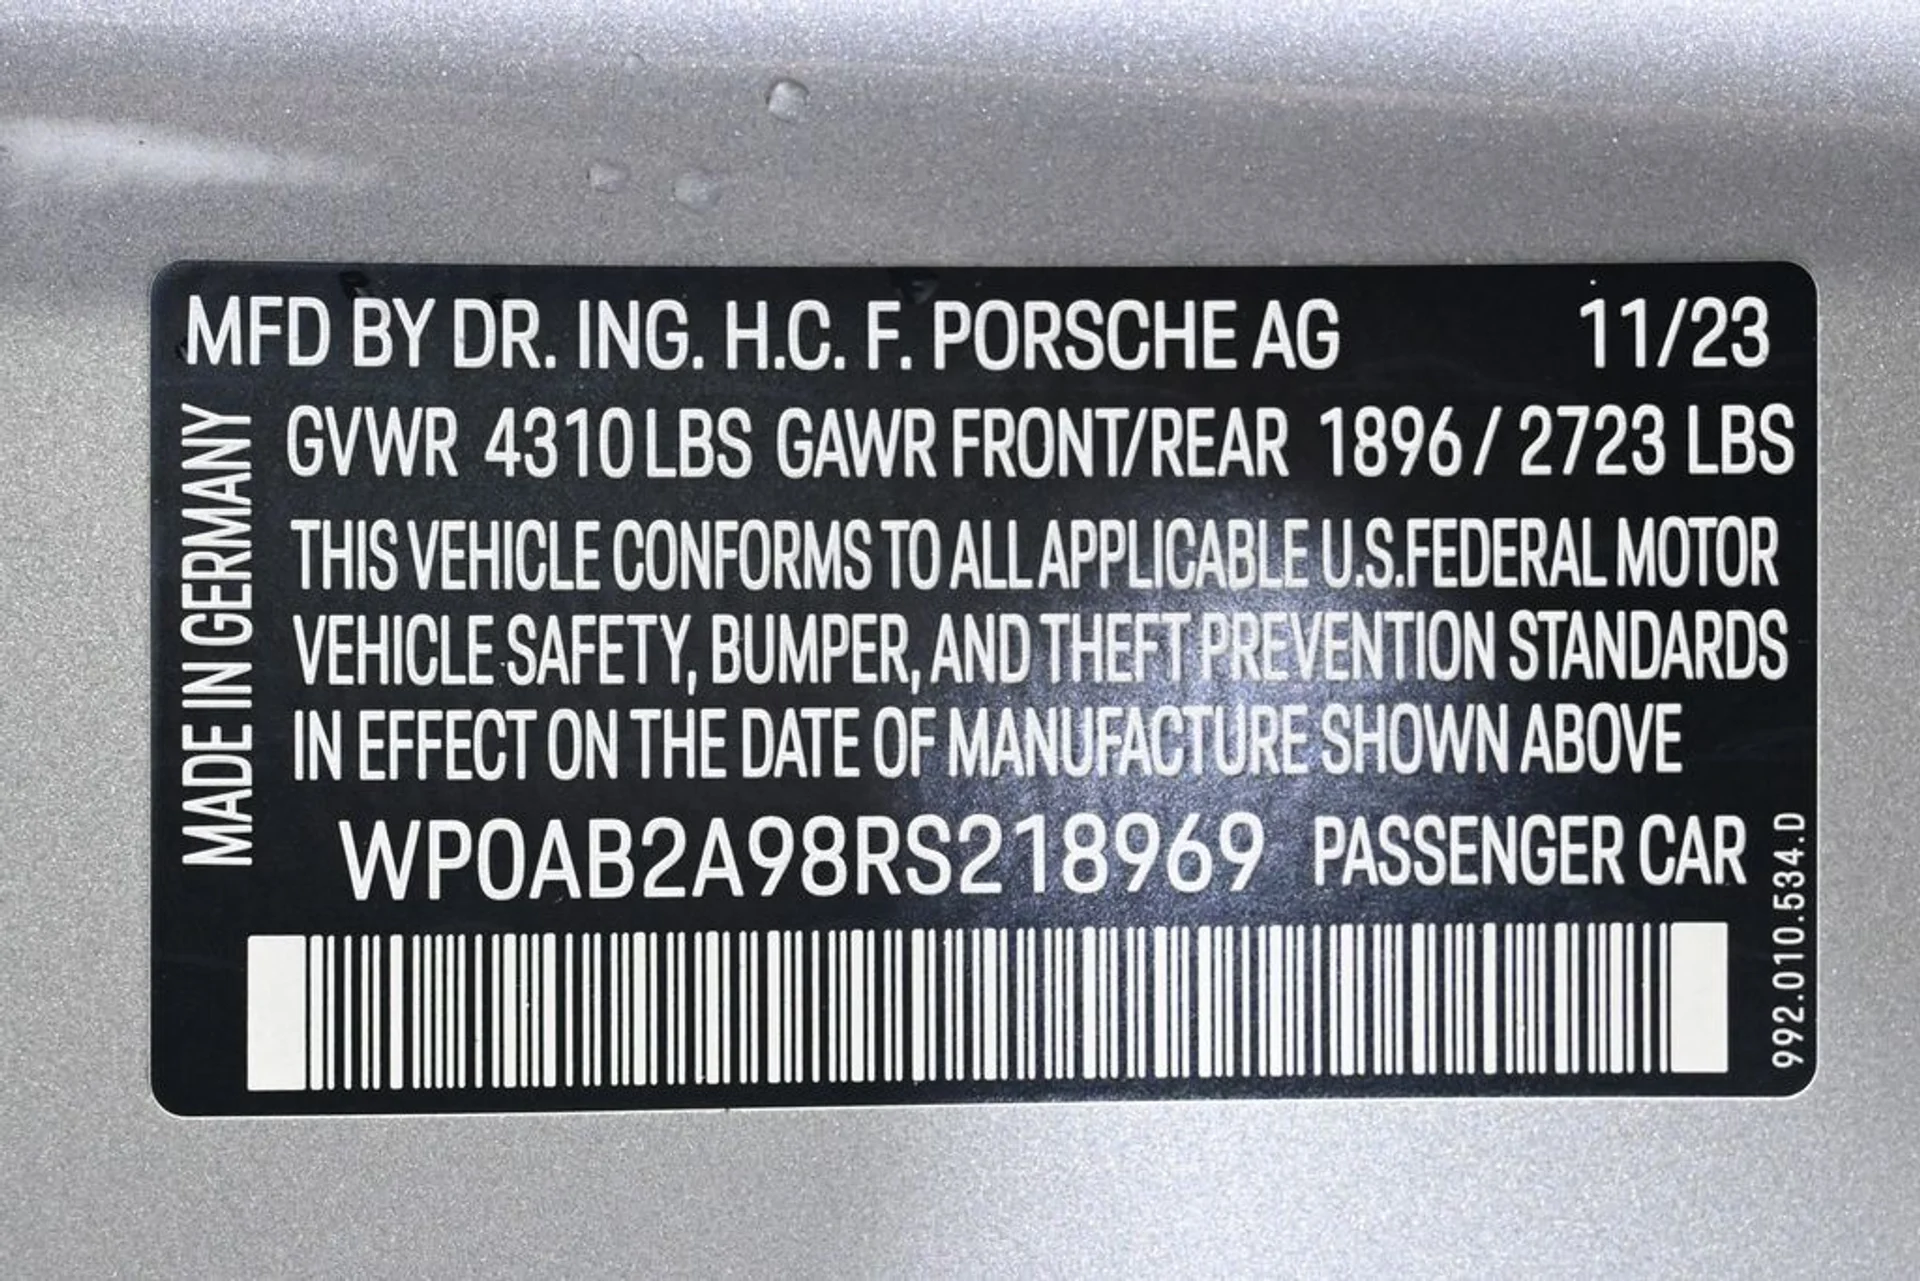 MFD BY DR. ING. H.C. F. PORSCHE AG 11/23
MADE IN GERMANY
GVWR 4310 LBS GAWR FRONT/REAR 1896 / 2723 LBS
THIS VEHICLE CONFORMS TO ALL APPLICABLE U.S.FEDERAL MOTOR
VEHICLE SAFETY, BUMPER, AND THEFT PREVENTION STANDARDS
IN EFFECT ON THE DATE OF MANUFACTURE SHOWN ABOVE
WP0AB2A98RS218969 PASSENGER CAR
992.010.534.D